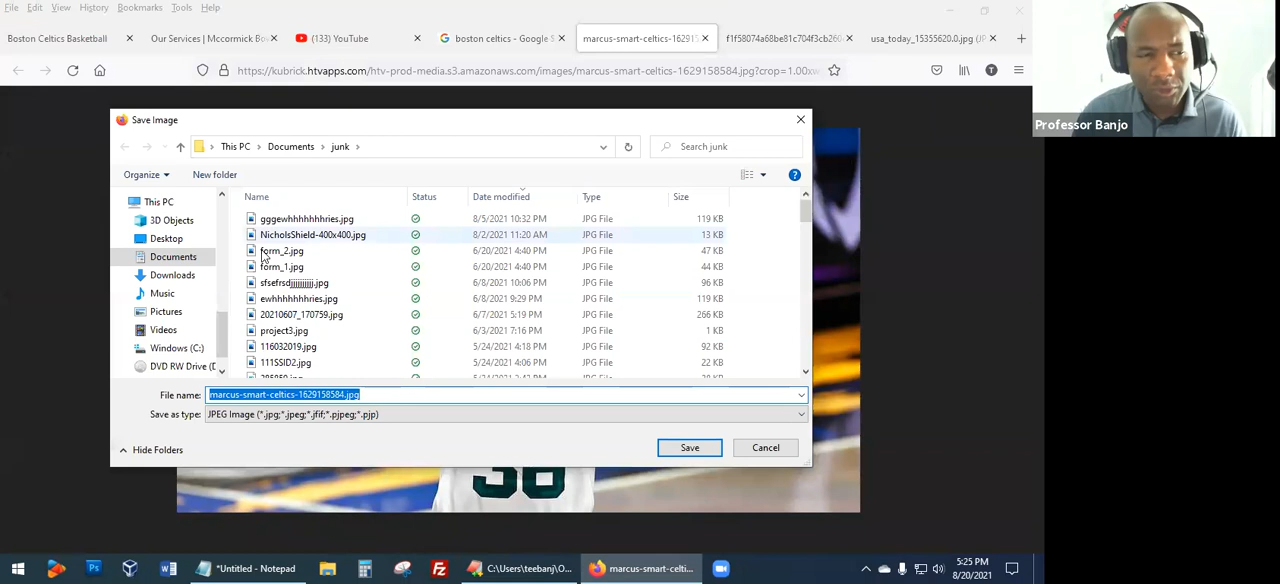 File Edit View History Bookmarks Tools Help
Boston Celtics Basketball
Our Services | Mccormick Bo
(133) YouTube
boston celtics - Google S
marcus-smart-celtics-16291
f1f58074a68be81c704f3cb260
usa_today_15355620.0.jpg (JP
https://kubrick.htvapps.com/htv-prod-media.s3.amazonaws.com/images/marcus-smart-celtics-1629158584.jpg?crop=1.00xw
T
Professor Banjo
Save Image
This PC > Documents > junk >
Search junk
Organize
New folder
?
Name Status Date modified Type Size
This PC
3D Objects
Desktop
Documents
Downloads
Music
Pictures
Videos
Windows (C:)
DVD RW Drive (D
gggewhhhhhhhries.jpg 8/5/2021 10:32 PM JPG File 119 KB
NicholsShield-400x400.jpg 8/2/2021 11:20 AM JPG File 13 KB
form_2.jpg 6/20/2021 4:40 PM JPG File 47 KB
form_1.jpg 6/20/2021 4:40 PM JPG File 44 KB
6/8/2021 10:06 PM JPG File 96 KB
ewhhhhhhries.jpg 6/8/2021 9:29 PM JPG File 119 KB
20210607_170759.jpg 6/7/2021 5:19 PM JPG File 266 KB
project3.jpg 6/3/2021 7:16 PM JPG File 1 KB
116032019.jpg 5/24/2021 4:18 PM JPG File 92 KB
111SSID2.jpg 5/24/2021 4:06 PM JPG File 22 KB
File name: marcus-smart-celtics-1629158584.jpg
Save as type: JPEG Image (*.jpg;*.jpeg;*.jfif;*.pjpeg;*.pjp)
Hide Folders
Save
Cancel
36
Ps
W
*Untitled - Notepad
Fz
C:\Users\teebanj\O...
marcus-smart-celti...
5:25 PM
8/20/2021